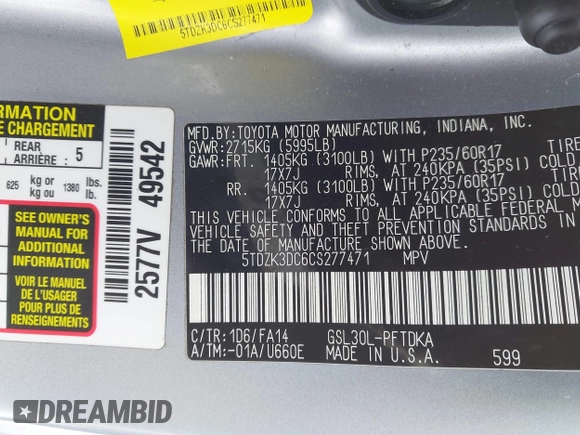 5TDZK3DC6CS277471
ORMATION
E CHARGEMENT
REAR
ARRIÈRE
5
625 kg or kg ou 1380 lbs. lb.
SEE OWNER'S
MANUAL FOR
ADDITIONAL
INFORMATION
VOIR LE MANUEL
DE L'USAGER
POUR PLUS DE
RENSEIGNEMENTS
2577V 49542
MFD.BY:TOYOTA MOTOR MANUFACTURING, INDIANA, INC.
GVWR:2715KG (5995LB)
GAWR:FRT. 1405KG (3100LB) WITH P235/60R17
17X7J RIMS, AT 240KPA (35PSI) COLD
RR. 1405KG (3100LB) WITH P235/60R17
17X7J RIMS, AT 240KPA (35PSI) COLD
THIS VEHICLE CONFORMS TO ALL APPLICABLE FEDERAL MO
VEHICLE SAFETY AND THEFT PREVENTION STANDARDS IN
THE DATE OF MANUFACTURE SHOWN ABOVE.
5TDZK3DC6CS277471 MPV
C/TR:1D6/FA14 GSL30L-PFTDKA
A/TM:-01A/U660E MADE IN U.S.A. 599
DREAMBID